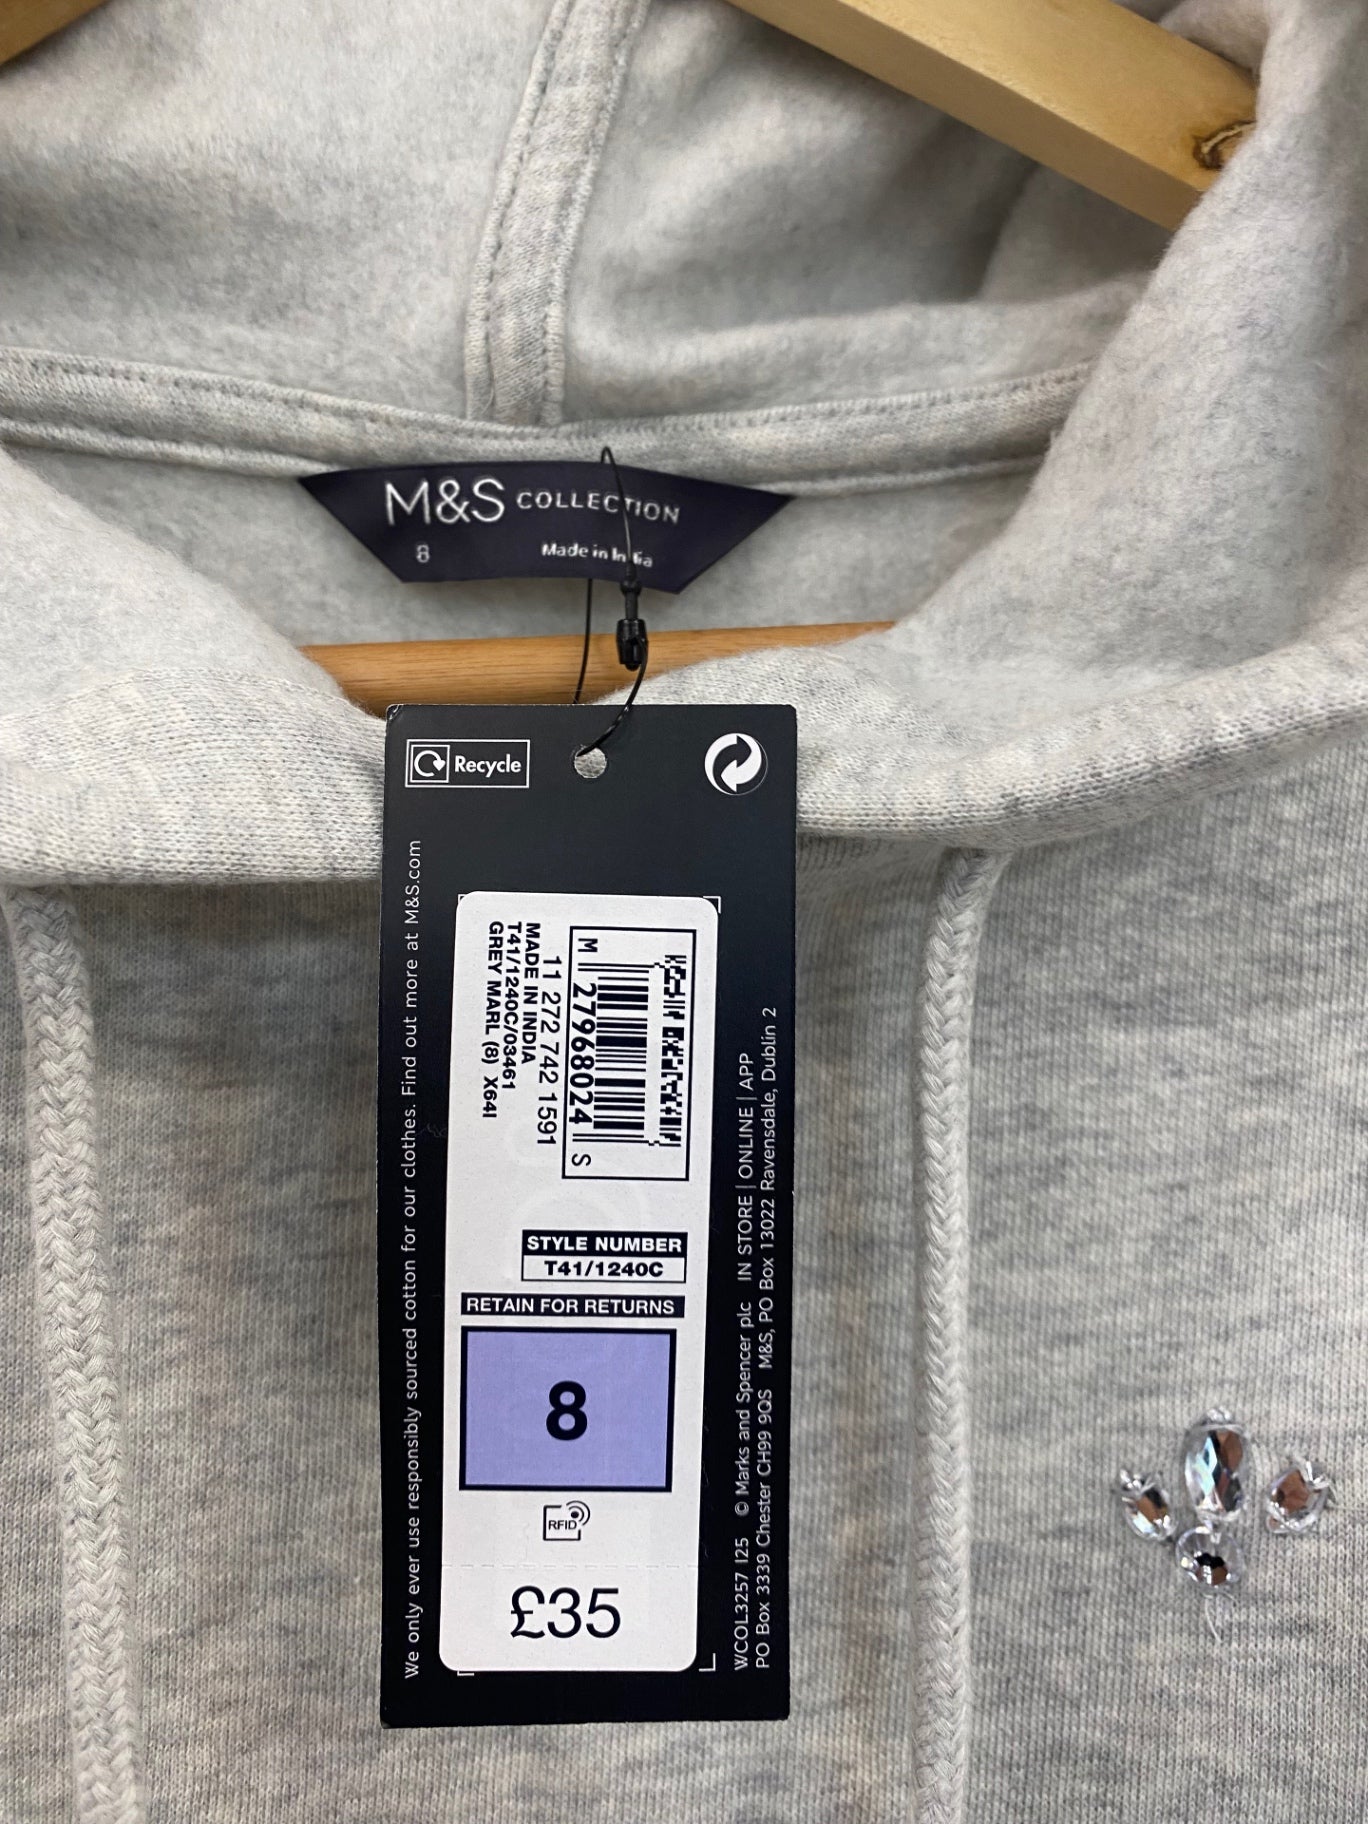 M&S COLLECTION
8
Made in India
Recycle
We only ever use responsibly sourced cotton for our clothes. Find out more at M&S.com
M 27968024 S
11 272 742 1591
MADE IN INDIA
T41/1240C/03461
GREY MARL (8) X64I
STYLE NUMBER
T41/1240C
RETAIN FOR RETURNS
8
RFID
£35
WCOL3257 125 © Marks and Spencer plc IN STORE | ONLINE | APP
PO Box 3339 Chester CH99 9QS M&S, PO Box 13022 Ravensdale, Dublin 2